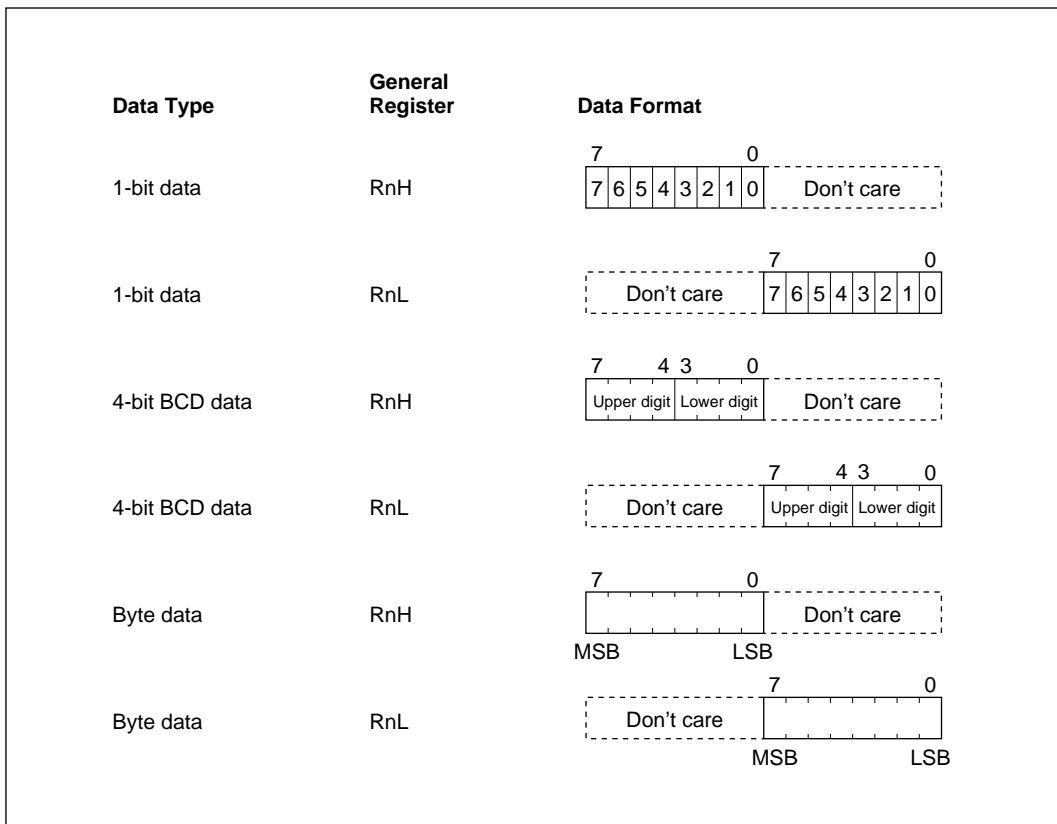 General
Data Type Register Data Format
7 0
1-bit data RnH 7 6 5 4 3 2 1 0 Don't care
7 0
1-bit data RnL Don't care 7 6 5 4 3 2 1 0
7 4 3 0
4-bit BCD data RnH Upper digit Lower digit Don't care
7 4 3 0
4-bit BCD data RnL Don't care Upper digit Lower digit
7 0
Byte data RnH Don't care
MSB LSB
7 0
Byte data RnL Don't care
MSB LSB